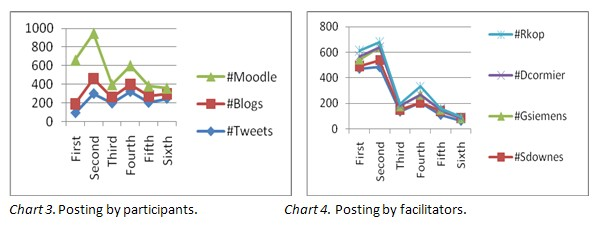 1000
800
600
400
200
0
First
Second
Third
Fourth
Fifth
Sixth
#Moodle
#Blogs
#Tweets
Chart 3. Posting by participants.
800
600
400
200
0
First
Second
Third
Fourth
Fifth
Sixth
#Rkop
#Dcormier
#Gsiemens
#Sdownes
Chart 4. Posting by facilitators.